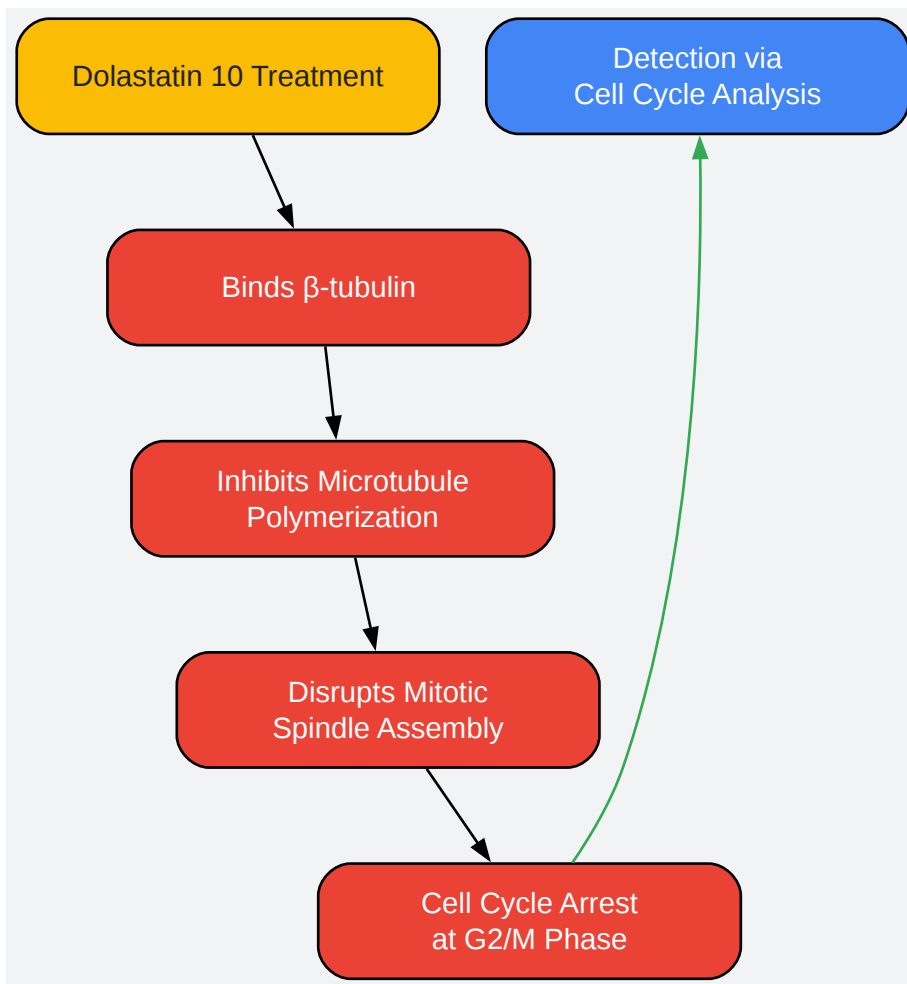 Dolastatin 10 Treatment
Detection via
Cell Cycle Analysis
Binds β-tubulin
Inhibits Microtubule
Polymerization
Disrupts Mitotic
Spindle Assembly
Cell Cycle Arrest
at G2/M Phase